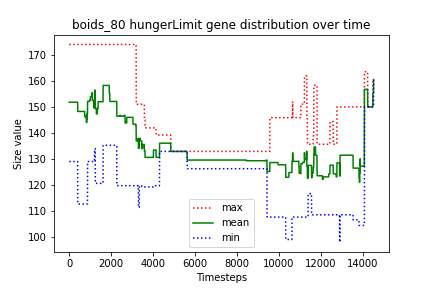 boids_80 hungerLimit gene distribution over time
170
160
150
140
130
120
110
100
Size value
max
mean
min
0 2000 4000 6000 8000 10000 12000 14000
Timesteps